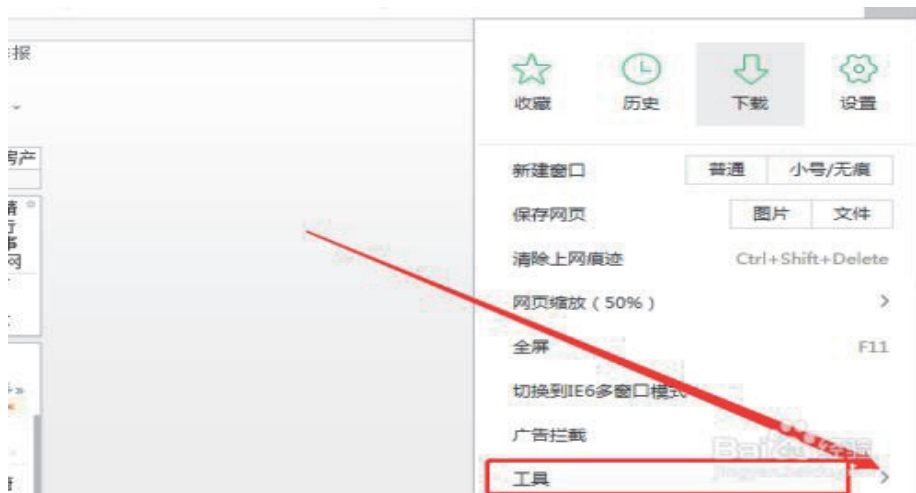 报
房产
收藏 历史 下载 设置
新建窗口 普通 小号/无痕
保存网页 图片 文件
清除上网痕迹 Ctrl+Shift+Delete
网页缩放（50%）
全屏 F11
切换到IE6多窗口模式
广告拦截
工具